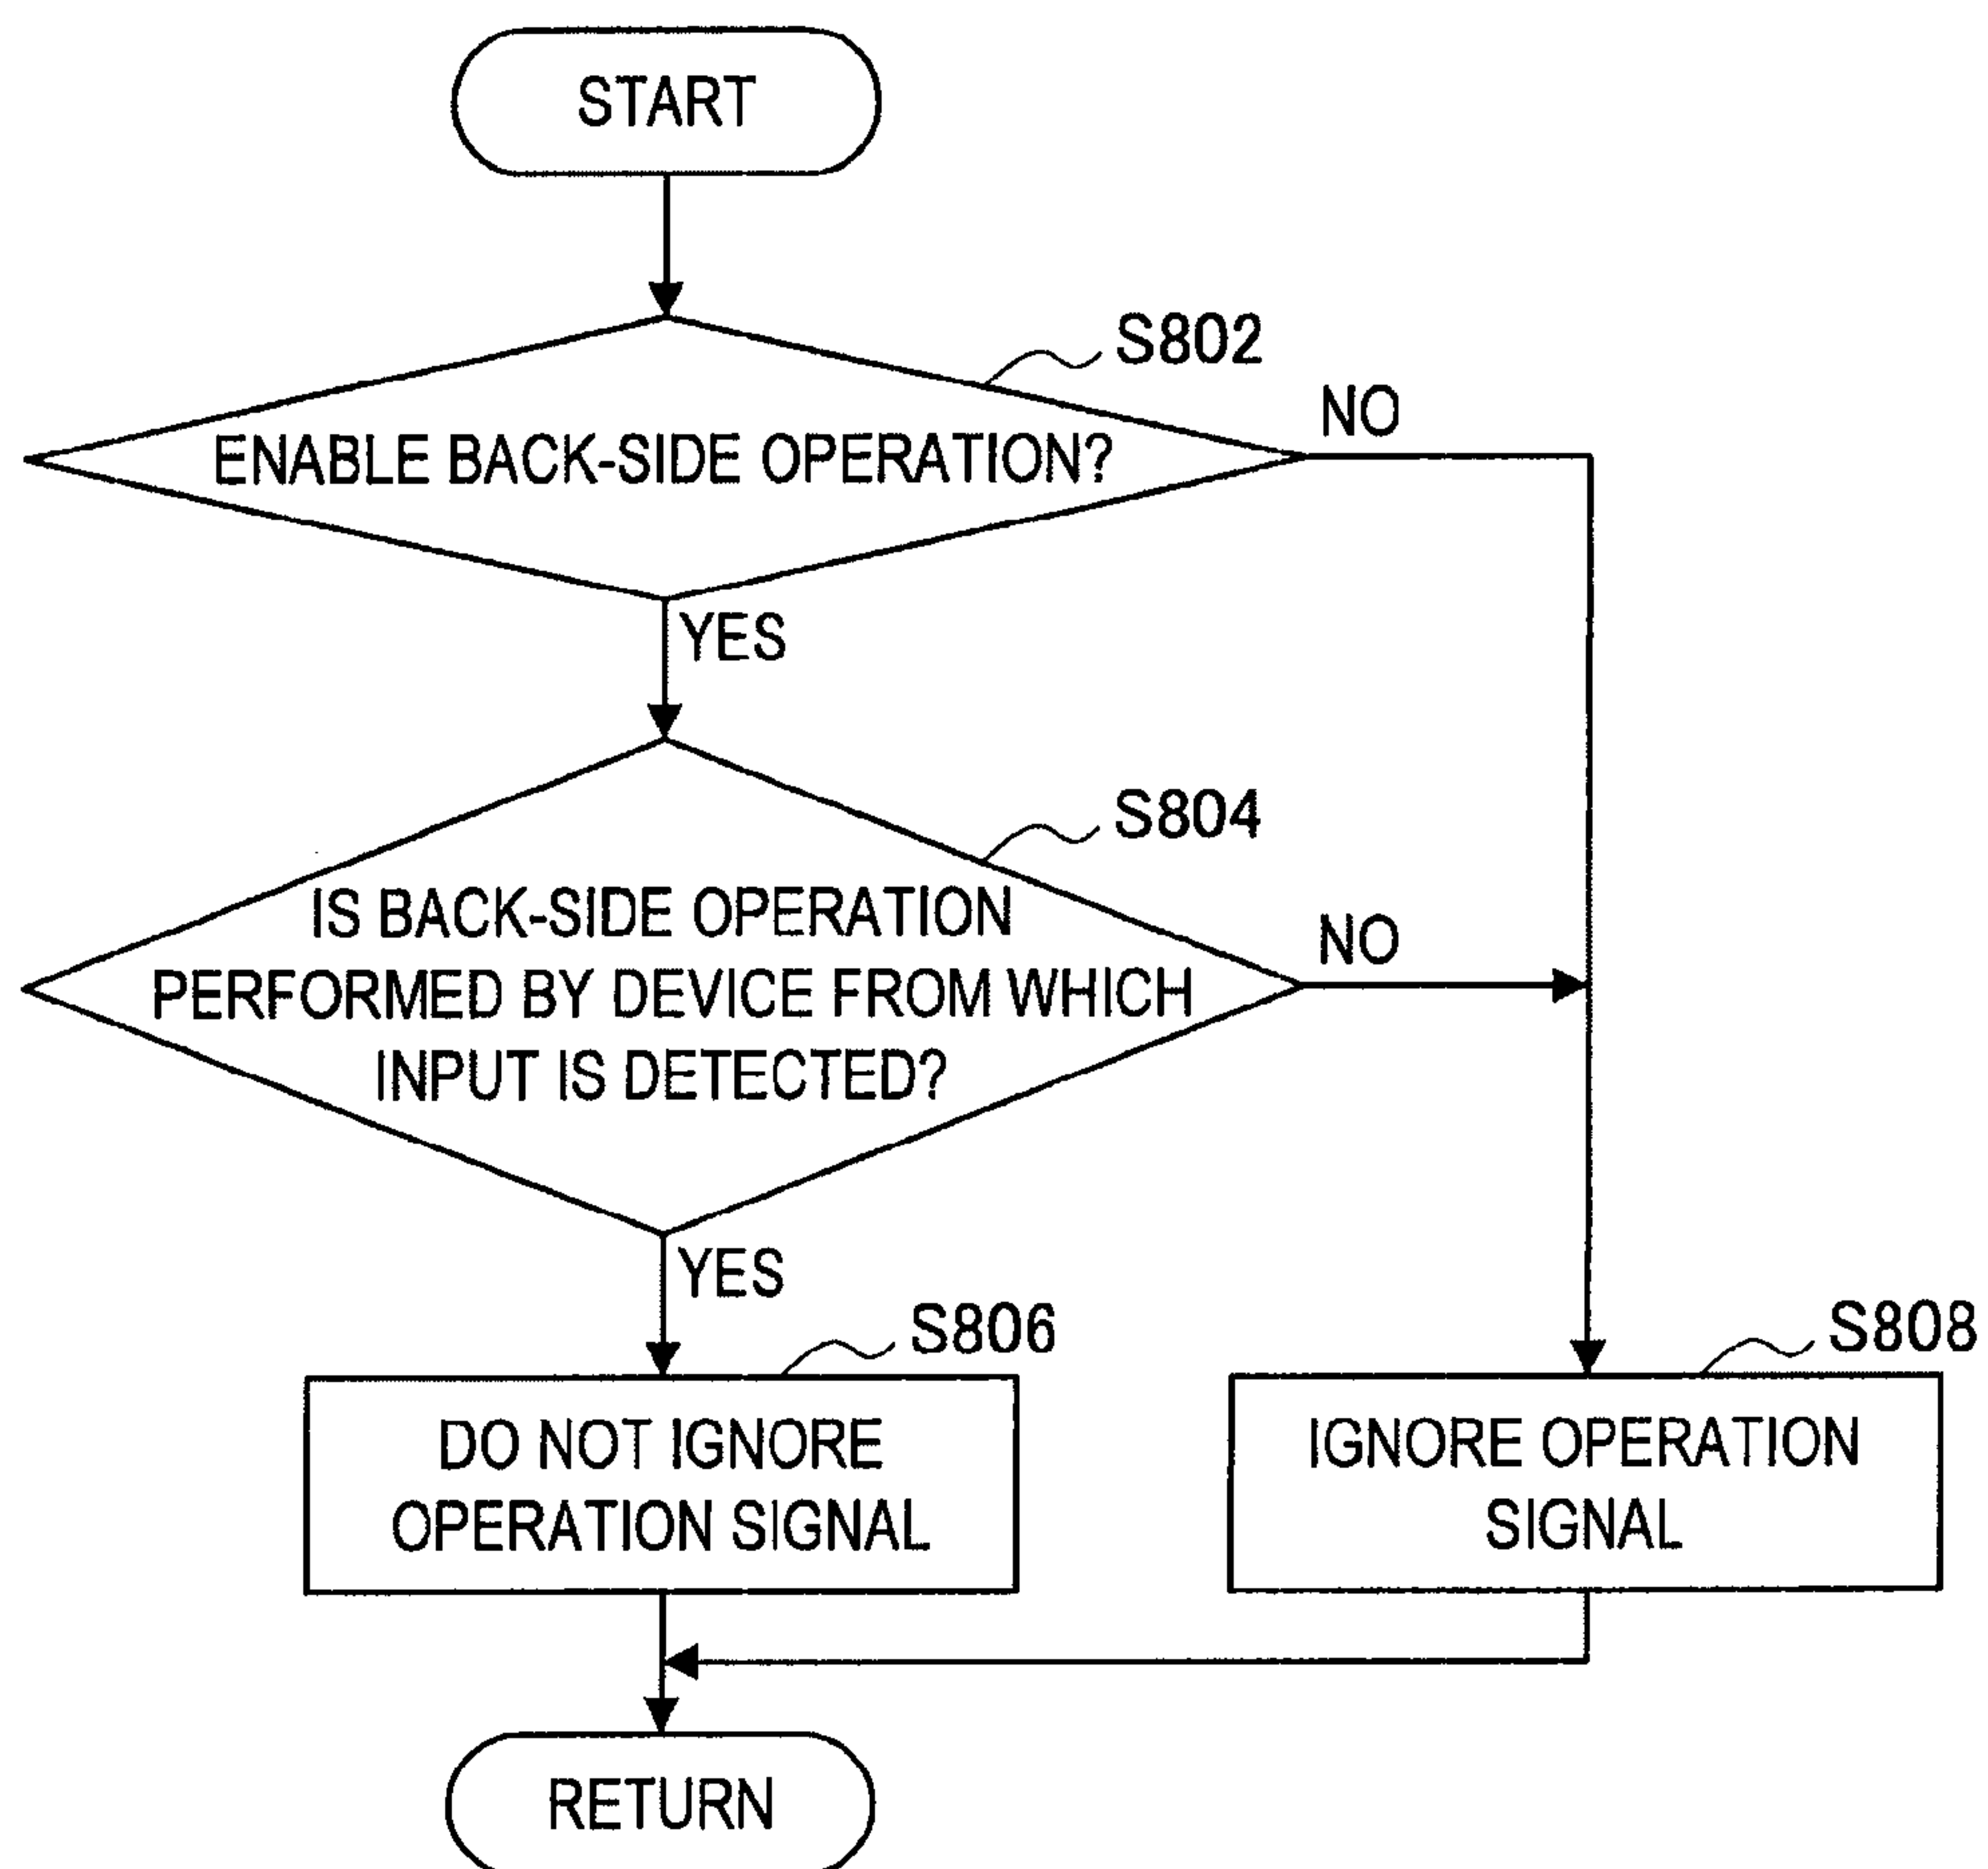 START
S802
NO
ENABLE BACK-SIDE OPERATION?
YES
S804
IS BACK-SIDE OPERATION
NO
PERFORMED BY DEVICE FROM WHICH
INPUT IS DETECTED?
YES
S806
S808
DO NOT IGNORE
OPERATION SIGNAL
IGNORE OPERATION
SIGNAL
RETURN